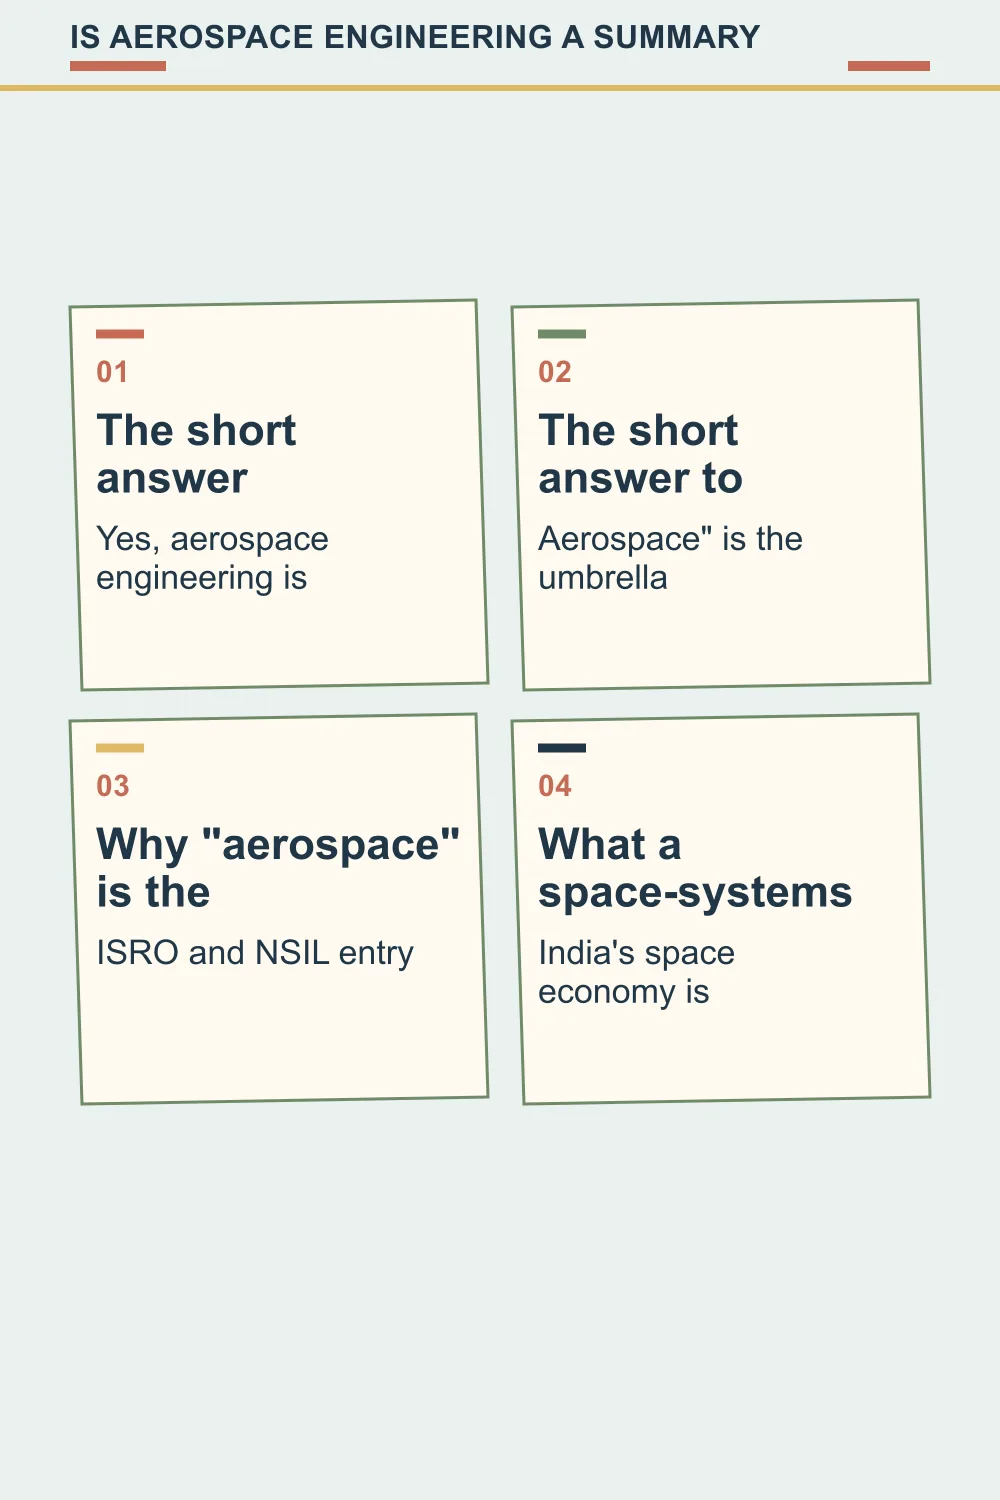 IS AEROSPACE ENGINEERING A SUMMARY
01
The short
answer
Yes, aerospace
engineering is
02
The short
answer to
Aerospace" is the
umbrella
03
Why "aerospace"
is the
ISRO and NSIL entry
04
What a
space-systems
India's space
economy is